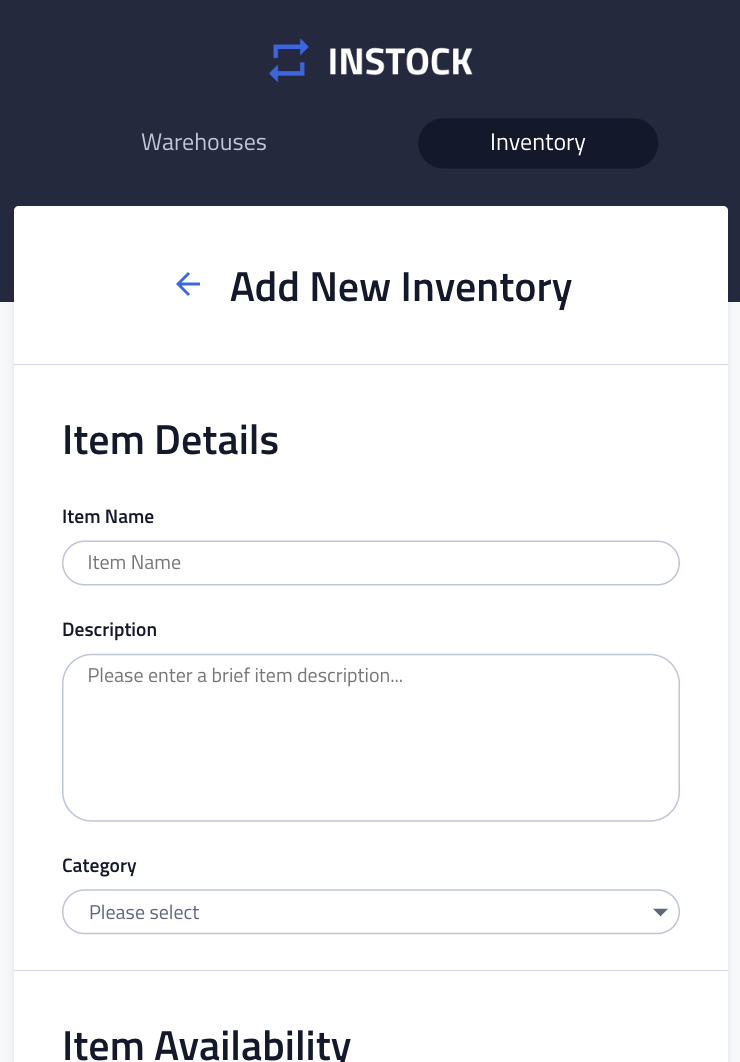 INSTOCK
Warehouses Inventory
Add New Inventory
Item Details
Item Name
Item Name
Description
Please enter a brief item description...
Category
Please select
Item Availability